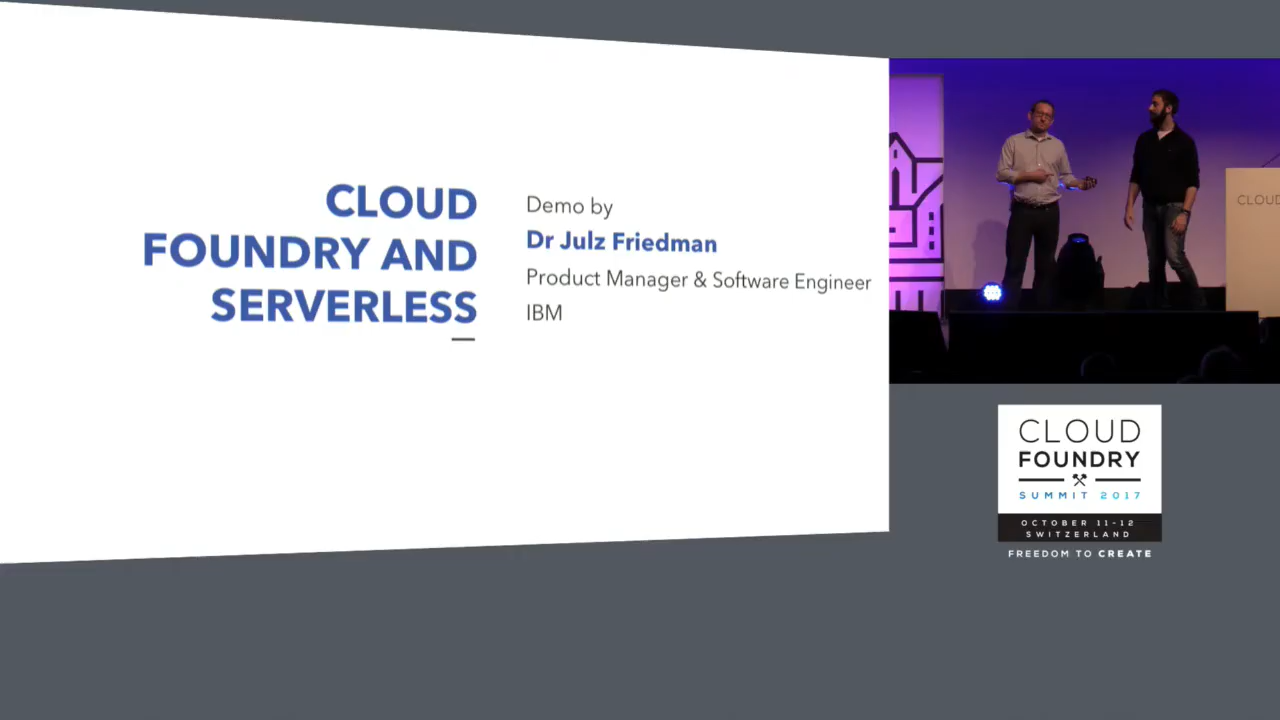 CLOUD
FOUNDRY AND
SERVERLESS
Demo by
Dr Julz Friedman
Product Manager & Software Engineer
IBM
CLOUD
CLOUD
FOUNDRY
SUMMIT 2017
OCTOBER 11-12
SWITZERLAND
FREEDOM TO CREATE